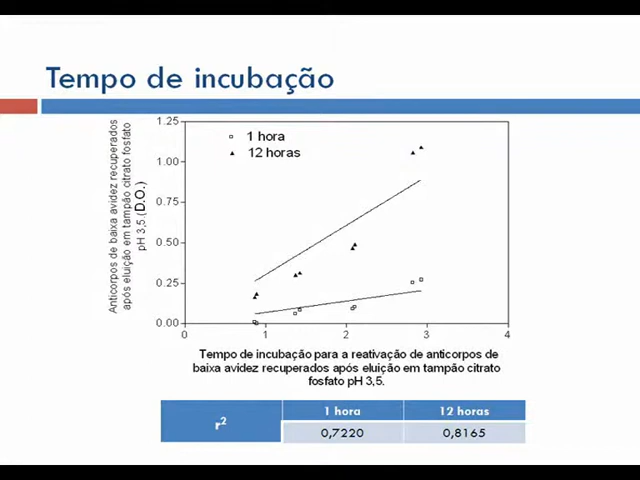 Tempo de incubação
Anticorpos de baixa avidez recuperados
após eluição em tampão citrato fosfato
pH 3,5.(D.O.)
1.25
1.00
0.75
0.50
0.25
0.00
1 hora
12 horas
0 1 2 3 4
Tempo de incubação para a reativação de anticorpos de
baixa avidez recuperados após eluição em tampão citrato
fosfato pH 3,5.
r² 1 hora 12 horas
0,7220 0,8165